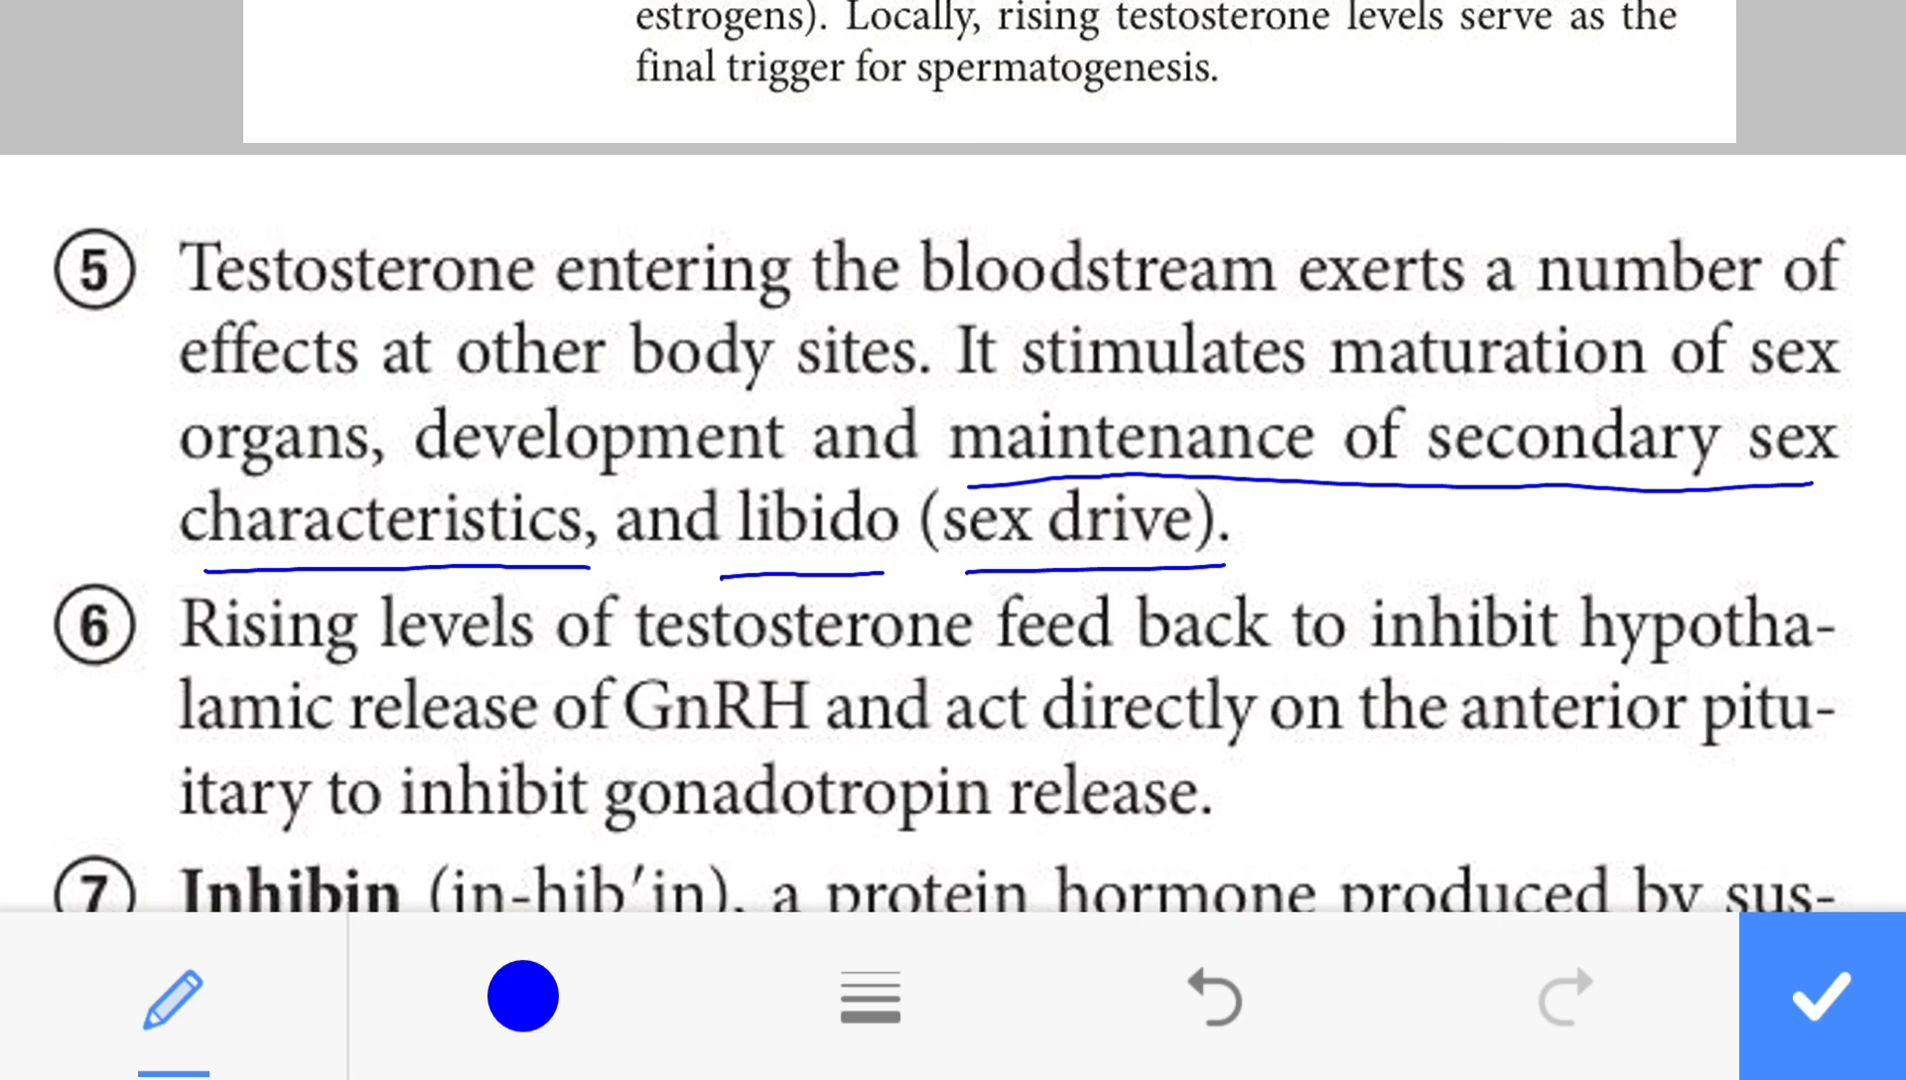 estrogens). Locally, rising testosterone levels serve as the
final trigger for spermatogenesis.
5 Testosterone entering the bloodstream exerts a number of
effects at other body sites. It stimulates maturation of sex
organs, development and maintenance of secondary sex
characteristics, and libido (sex drive).
6 Rising levels of testosterone feed back to inhibit hypotha-
lamic release of GnRH and act directly on the anterior pitu-
itary to inhibit gonadotropin release.
7 Inhibin (in-hib′in), a protein hormone produced by sus-